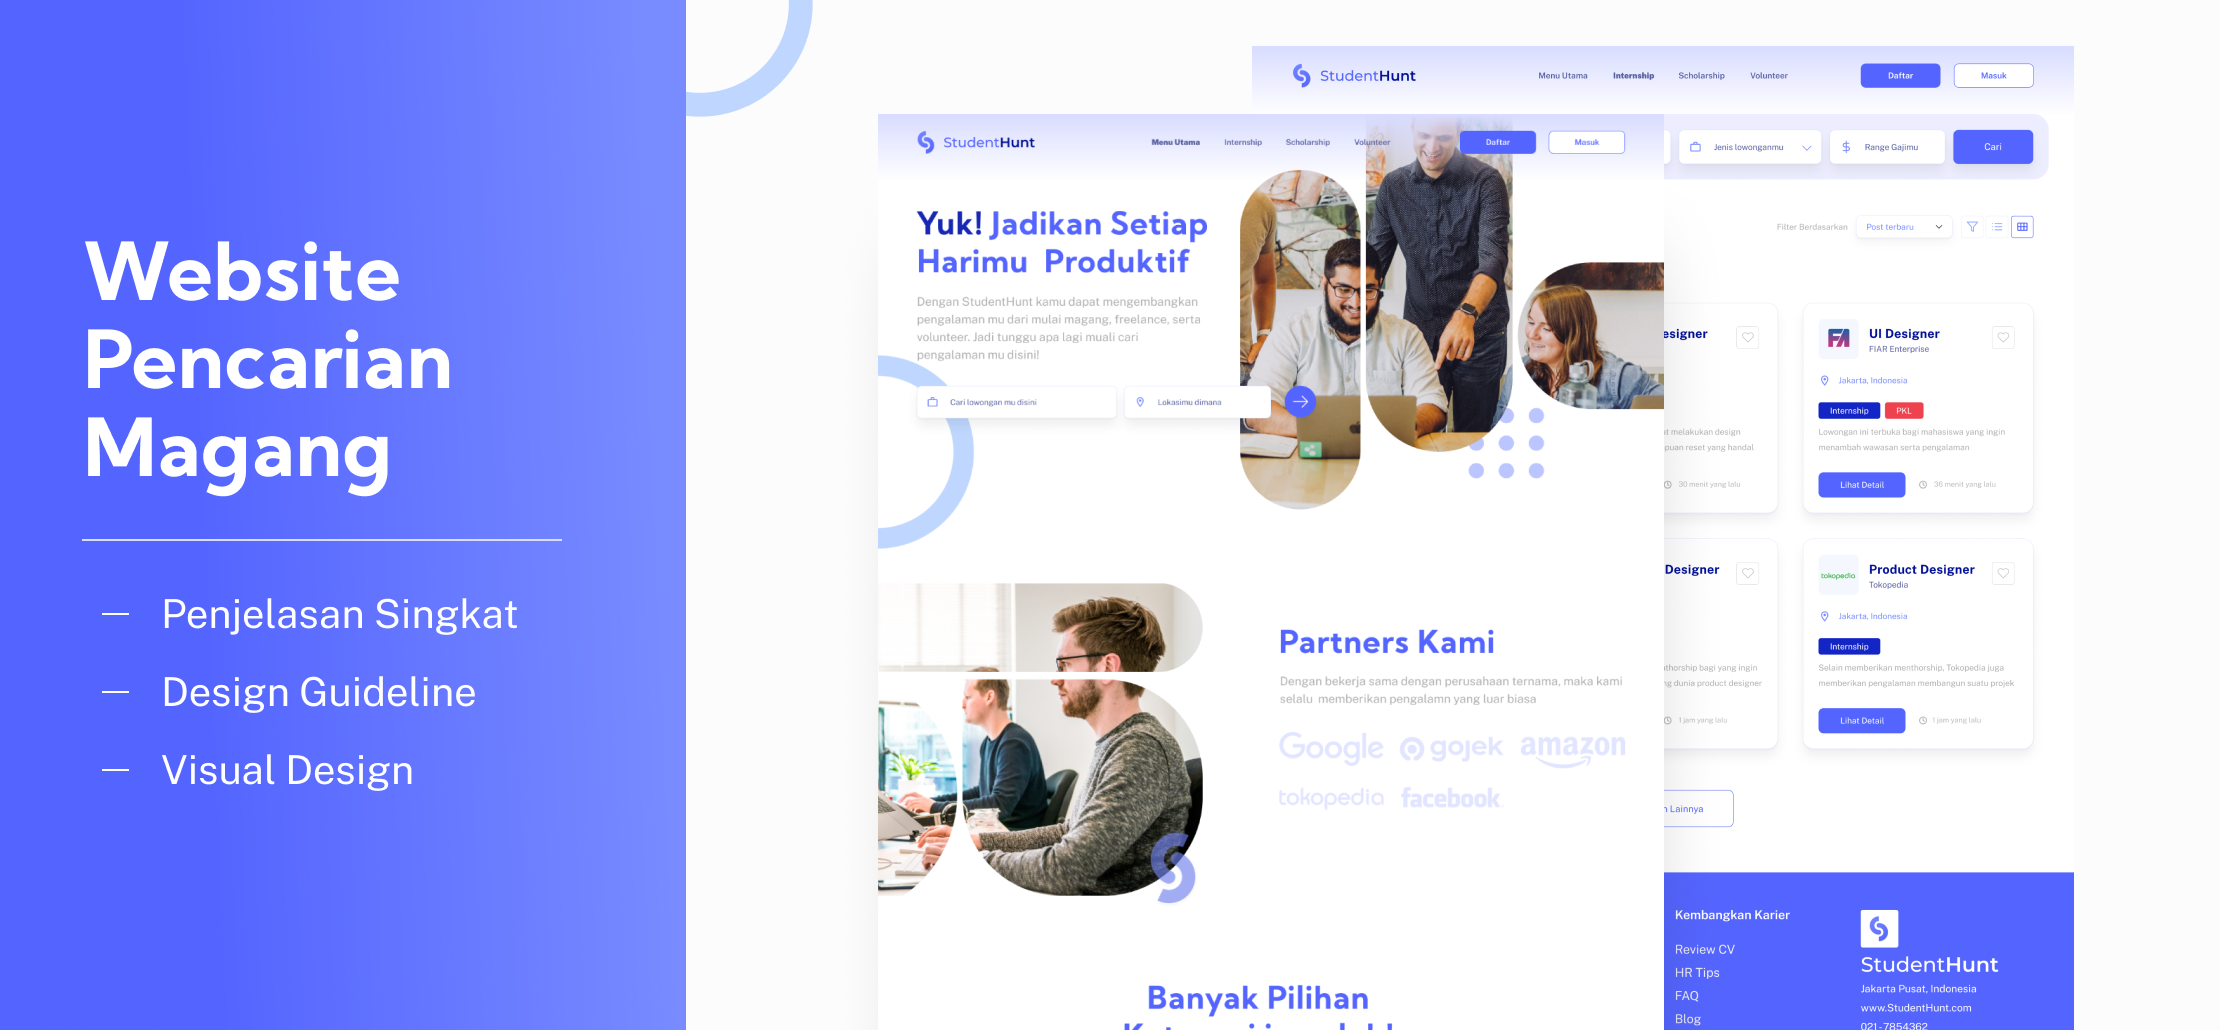 Website
Pencarian
Magang
Penjelasan Singkat
Design Guideline
Visual Design
StudentHunt
Menu Utama
Internship
Scholarship
Volunteer
Daftar
Masuk
Yuk! Jadikan Setiap
Harimu Produktif
Dengan StudentHunt kamu dapat mengembangkan
pengalaman mu dari mulai magang, freelance, serta
volunteer. Jadi tunggu apa lagi muali cari
pengalaman mu disini!
Cari lowongan mu disini
Lokasimu dimana
Partners Kami
Dengan bekerja sama dengan perusahaan ternama, maka kami
selalu memberikan pengalamn yang luar biasa
Google gojek amazon
tokopedia facebook
Banyak Pilihan
StudentHunt
Menu Utama
Internship
Scholarship
Volunteer
Daftar
Masuk
Jenis lowonganmu
Range Gajimu
Cari
Filter Berdasarkan
Post terbaru
UI Designer
FIAR Enterprise
Jakarta, Indonesia
Internship
PKL
melakukan design
reset yang handal
Lowongan ini terbuka bagi mahasiswa yang ingin
menambah wawasan serta pengalaman
30 menit yang lalu
Lihat Detail
36 menit yang lalu
Designer
tokopedia
Product Designer
Tokopedia
Jakarta, Indonesia
Internship
bagi yang ingin
dunia product designer
Selain memberikan menthorship, Tokopedia juga
memberikan pengalaman membangun suatu projek
1 jam yang lalu
Lihat Detail
1 jam yang lalu
Lainnya
Kembangkan Karier
Review CV
HR Tips
FAQ
Blog
StudentHunt
Jakarta Pusat, Indonesia
www.StudentHunt.com
021-7854362